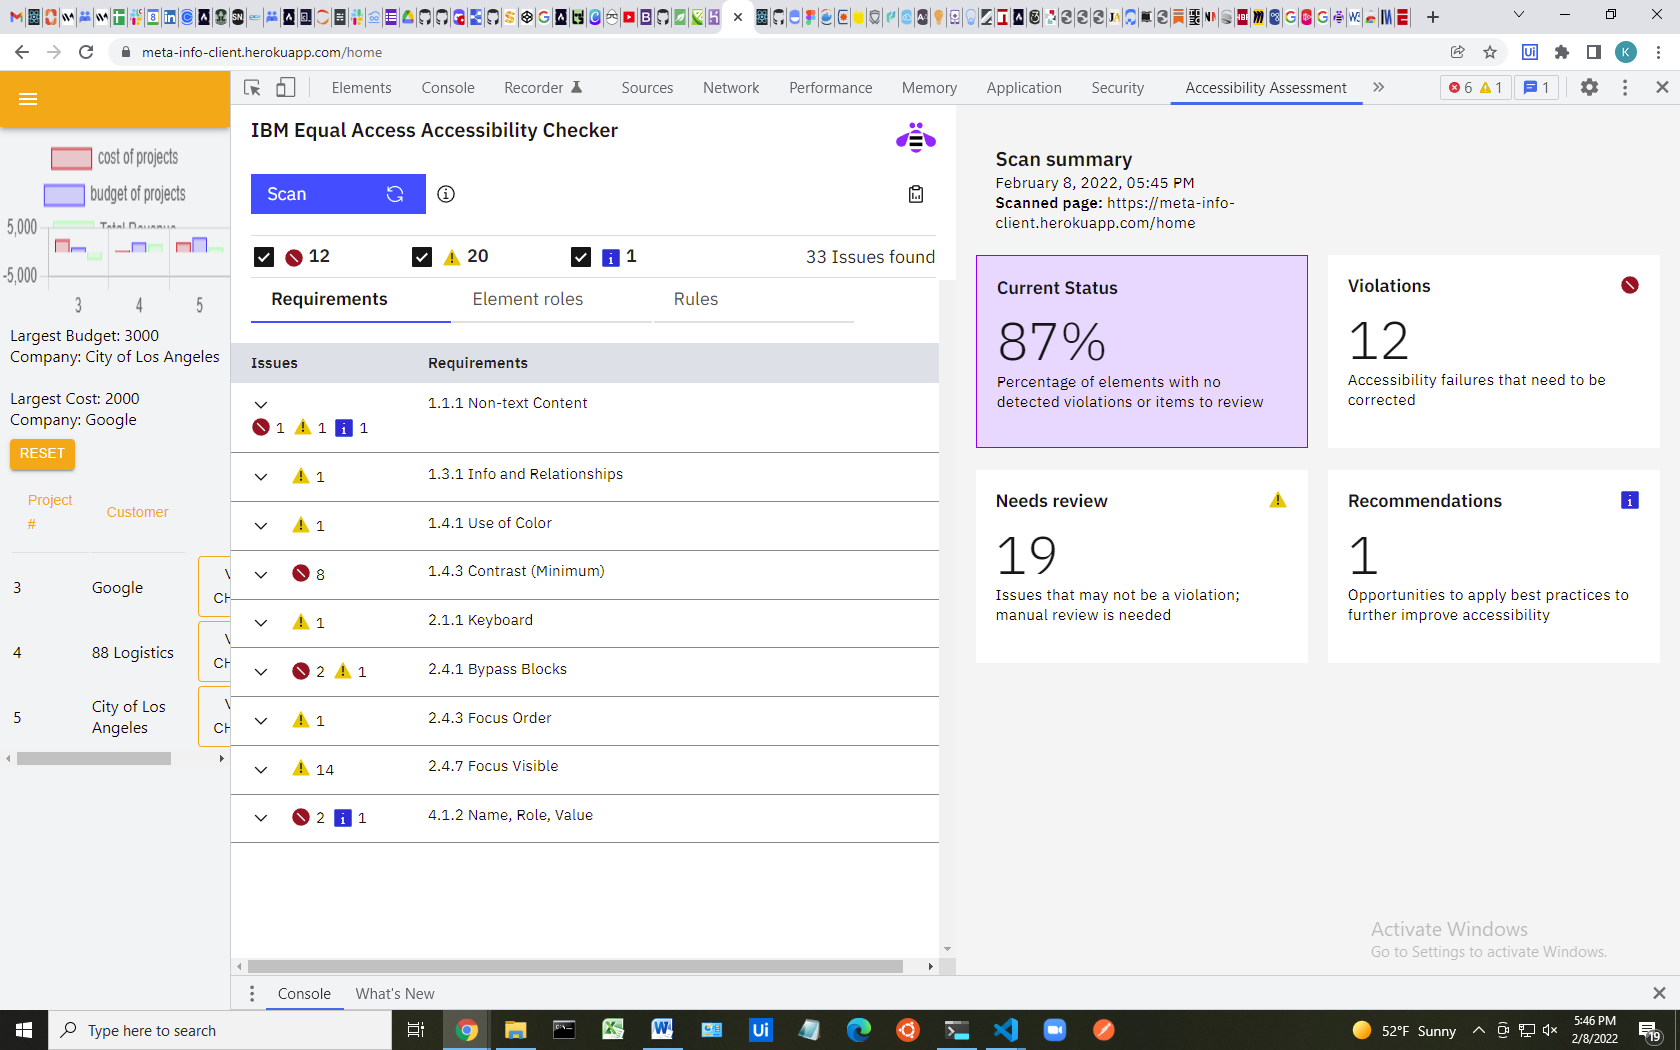 meta-info-client.herokuapp.com/home
K
Elements Console Recorder Sources Network Performance Memory Application Security Accessibility Assessment
6 1 1
cost of projects
budget of projects
Total Revenue
5,000
-5,000
3 4 5
Largest Budget: 3000
Company: City of Los Angeles
Largest Cost: 2000
Company: Google
RESET
Project
#
Customer
3 Google
V
CH
4 88 Logistics
V
CH
5 City of Los
Angeles
V
CH
IBM Equal Access Accessibility Checker
Scan
12 20 1 33 Issues found
Requirements Element roles Rules
Issues Requirements
1.1.1 Non-text Content
1 1 1
1 1.3.1 Info and Relationships
1 1.4.1 Use of Color
8 1.4.3 Contrast (Minimum)
1 2.1.1 Keyboard
2 1 2.4.1 Bypass Blocks
1 2.4.3 Focus Order
14 2.4.7 Focus Visible
2 1 4.1.2 Name, Role, Value
Scan summary
February 8, 2022, 05:45 PM
Scanned page: https://meta-info-
client.herokuapp.com/home
Current Status
87%
Percentage of elements with no
detected violations or items to review
Violations
12
Accessibility failures that need to be
corrected
Needs review
19
Issues that may not be a violation;
manual review is needed
Recommendations
1
Opportunities to apply best practices to
further improve accessibility
Activate Windows
Go to Settings to activate Windows.
Console What's New
Type here to search
Ui
52°F Sunny
5:46 PM
2/8/2022
19